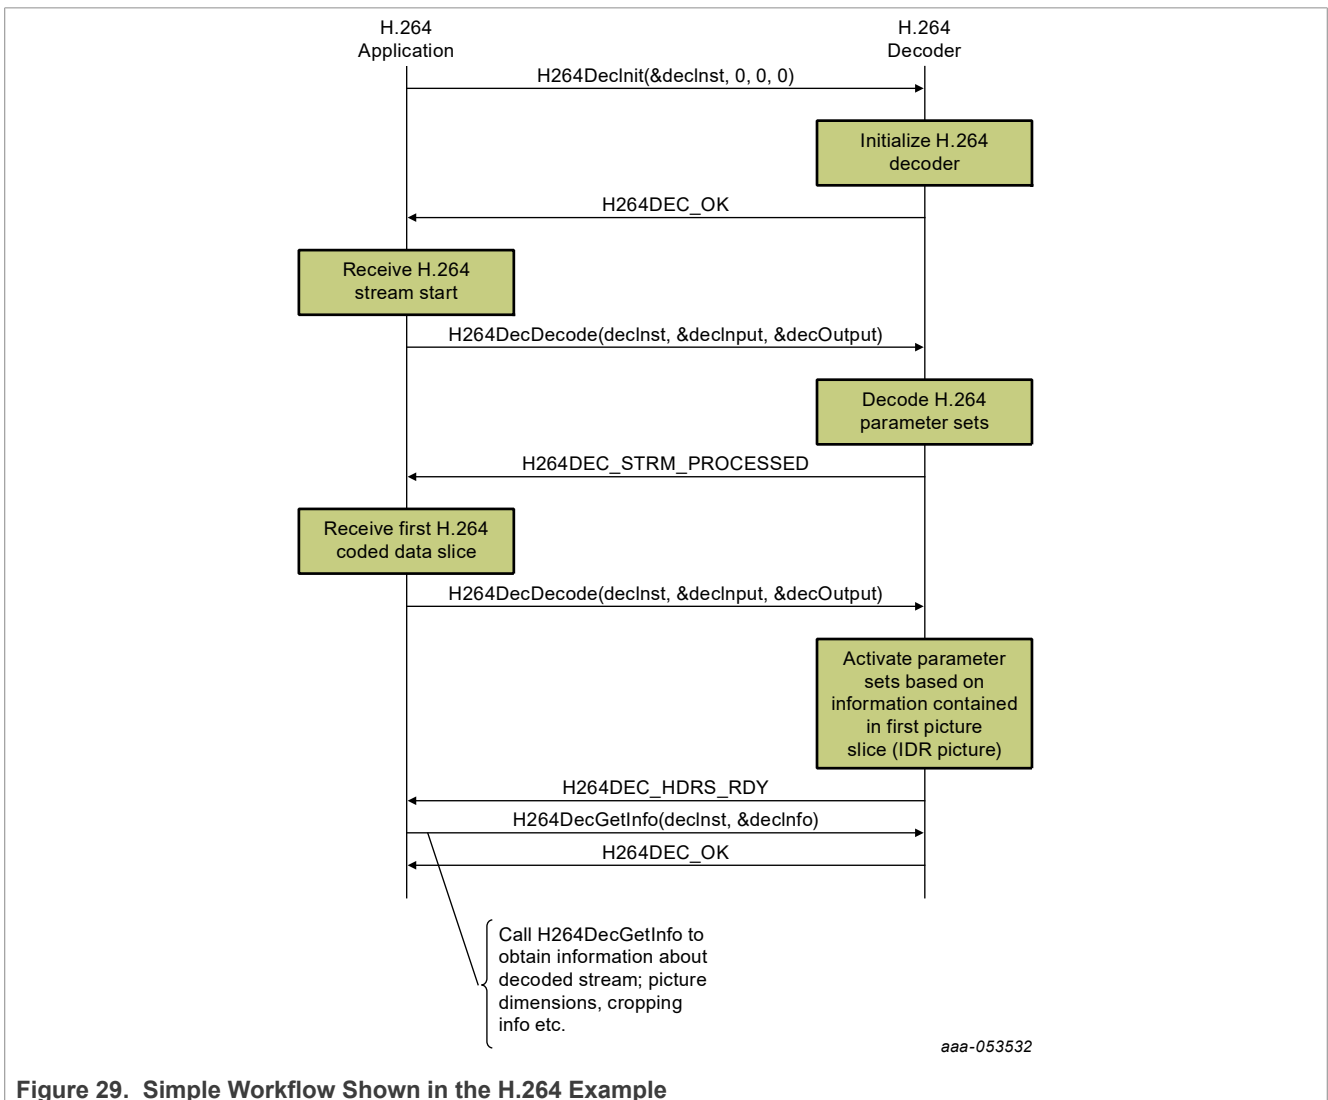 H.264
Application
H.264
Decoder
H264DecInit(&decInst, 0, 0, 0)
Initialize H.264
decoder
H264DEC_OK
Receive H.264
stream start
H264DecDecode(decInst, &decInput, &decOutput)
Decode H.264
parameter sets
H264DEC_STRM_PROCESSED
Receive first H.264
coded data slice
H264DecDecode(decInst, &decInput, &decOutput)
Activate parameter
sets based on
information contained
in first picture
slice (IDR picture)
H264DEC_HDRS_RDY
H264DecGetInfo(decInst, &decInfo)
H264DEC_OK
Call H264DecGetInfo to
obtain information about
decoded stream; picture
dimensions, cropping
info etc.
aaa-053532
Figure 29. Simple Workflow Shown in the H.264 Example